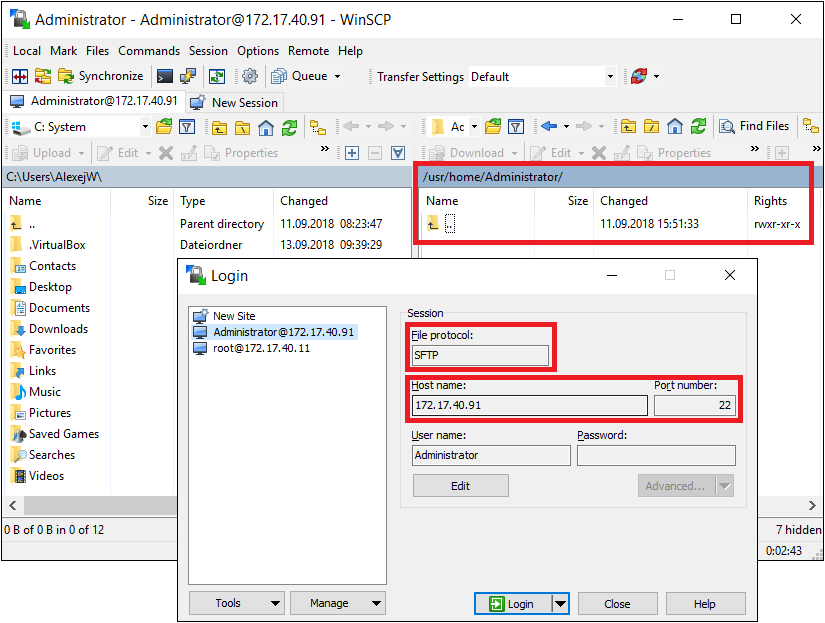 Administrator - Administrator@172.17.40.91 - WinSCP
Local Mark Files Commands Session Options Remote Help
Synchronize Queue Transfer Settings Default
Administrator@172.17.40.91 New Session
C: System Ac Find Files
Upload Edit Properties » Download Edit Properties »
C:\Users\AlexejW\ /usr/home/Administrator/
Name Size Type Changed Name Size Changed Rights
.. Parent directory 11.09.2018 08:23:47 .. 11.09.2018 15:51:33 rwxr-xr-x
.VirtualBox Dateiordner 13.09.2018 09:39:29
Contacts
Desktop
Documents
Downloads
Favorites
Links
Music
Pictures
Saved Games
Searches
Videos
0 B of 0 B in 0 of 12 7 hidden
0:02:43
Login
New Site
Administrator@172.17.40.91
root@172.17.40.11
Session
File protocol:
SFTP
Host name: Port number:
172.17.40.91 22
User name: Password:
Administrator
Edit Advanced...
Tools Manage Login Close Help